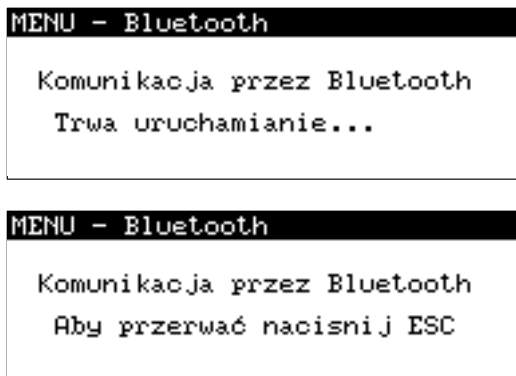 MENU - Bluetooth
Komunikacja przez Bluetooth
Trwa uruchamianie...
MENU - Bluetooth
Komunikacja przez Bluetooth
Aby przerwać nacisnij ESC